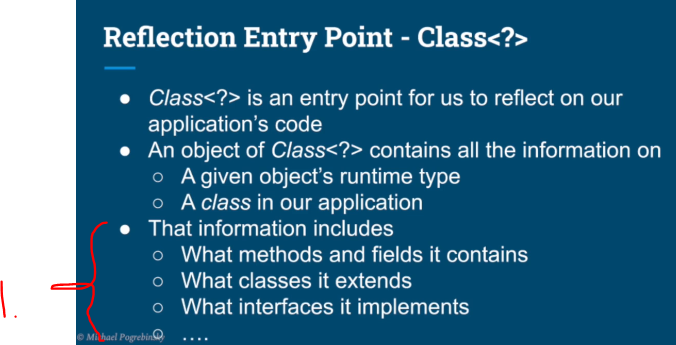 Reflection Entry Point - Class<?>
● Class<?> is an entry point for us to reflect on our
application's code
● An object of Class<?> contains all the information on
○ A given object's runtime type
○ A class in our application
● That information includes
○ What methods and fields it contains
○ What classes it extends
○ What interfaces it implements
○ ....
1.
© Michael Pogrebinsky